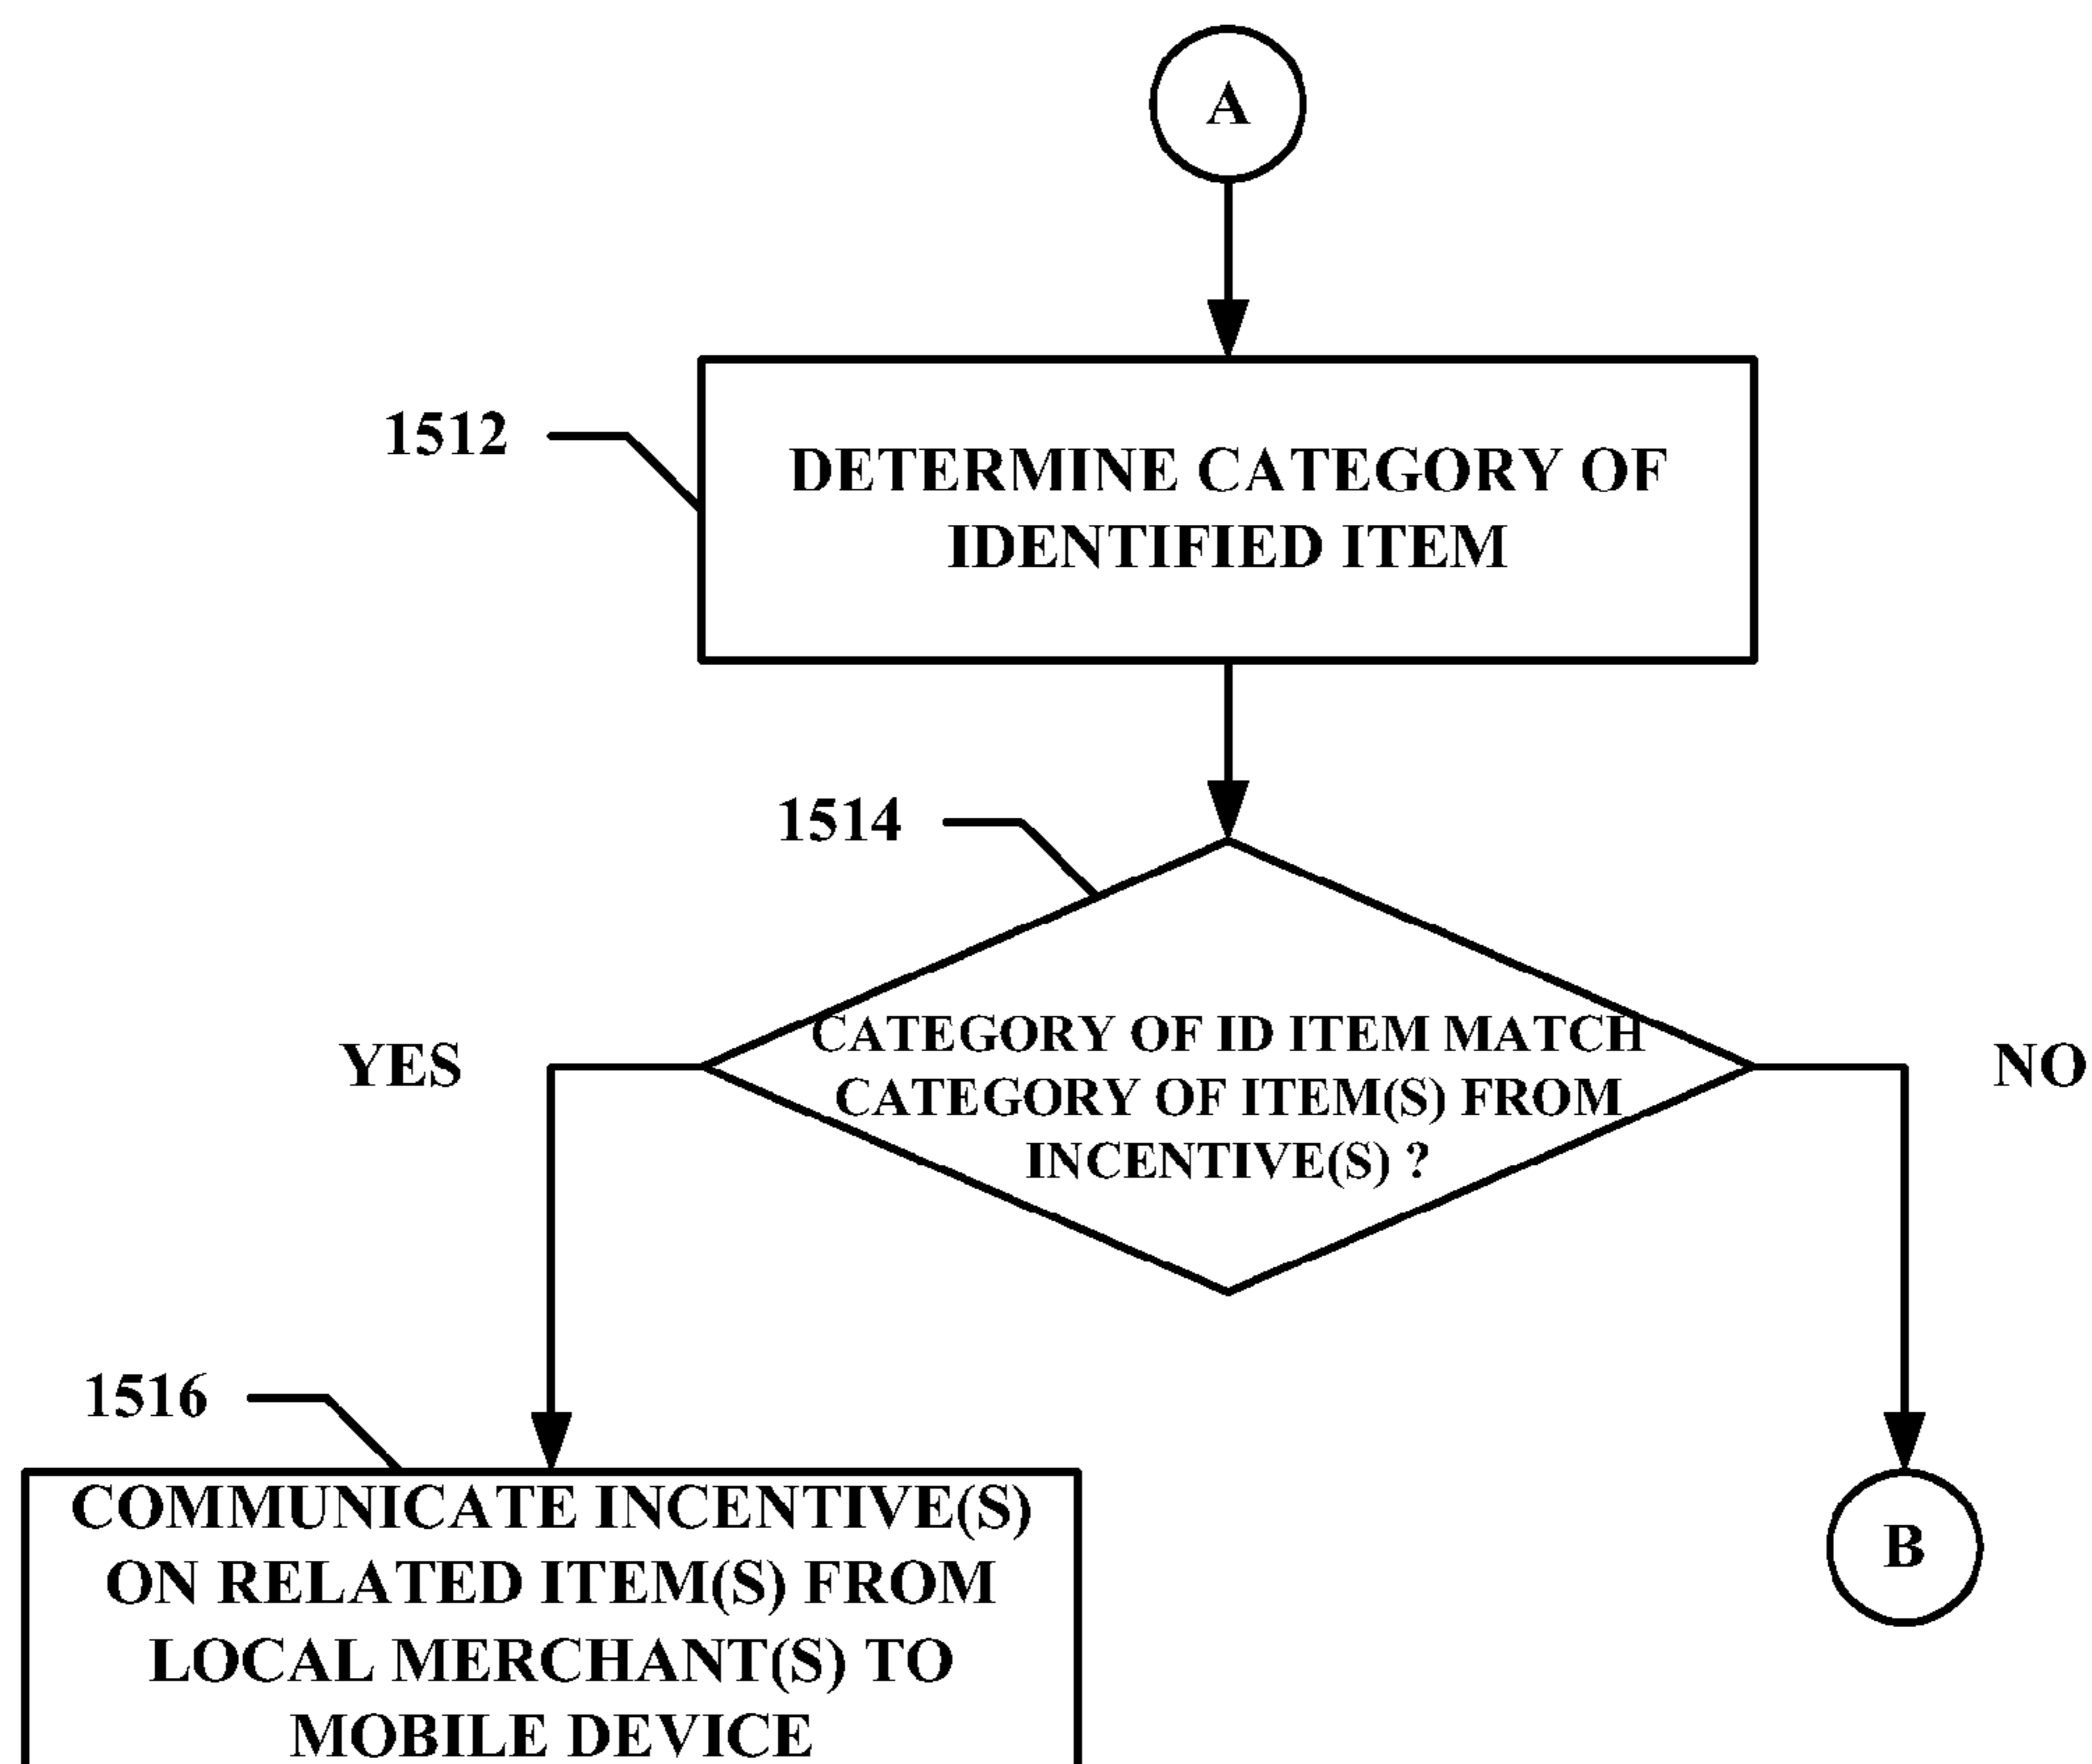 A
1512
DETERMINE CATEGORY OF
IDENTIFIED ITEM
1514
CATEGORY OF ID ITEM MATCH
CATEGORY OF ITEM(S) FROM
INCENTIVE(S) ?
YES
NO
1516
COMMUNICATE INCENTIVE(S)
ON RELATED ITEM(S) FROM
LOCAL MERCHANT(S) TO
MOBILE DEVICE
B